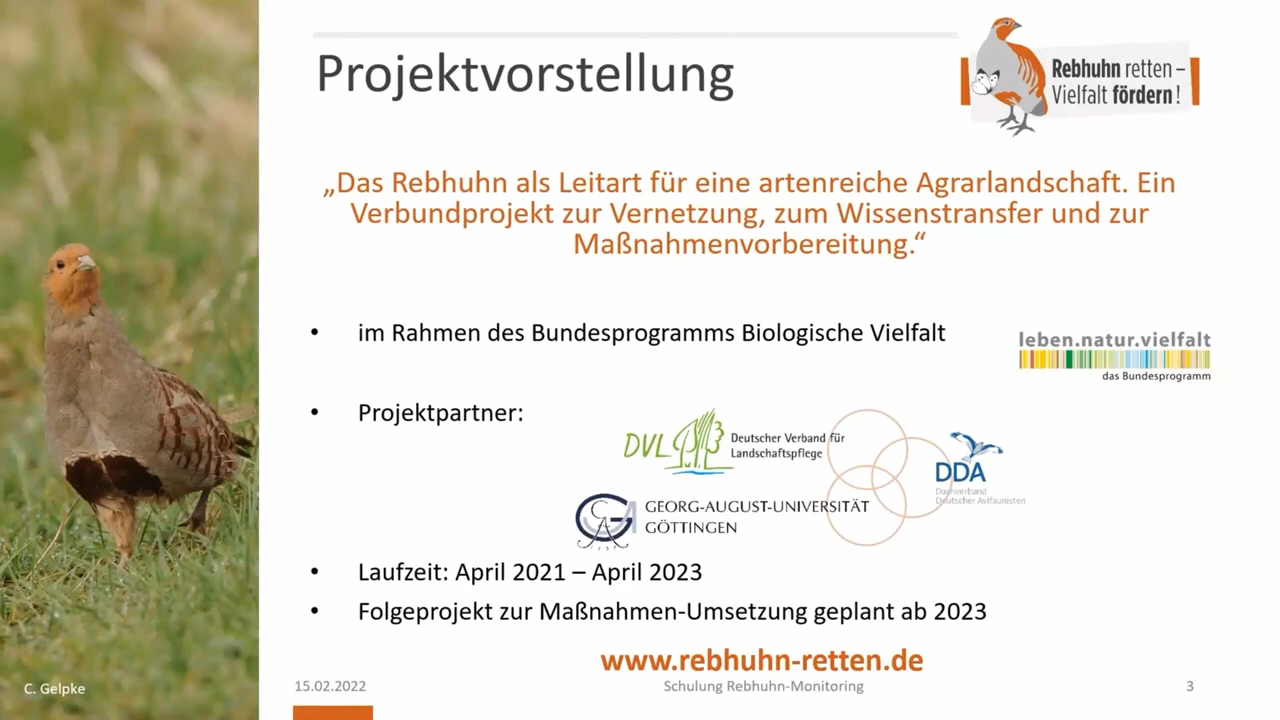 Projektvorstellung
Rebhuhn retten –
Vielfalt fördern!
„Das Rebhuhn als Leitart für eine artenreiche Agrarlandschaft. Ein
Verbundprojekt zur Vernetzung, zum Wissenstransfer und zur
Maßnahmenvorbereitung.“
• im Rahmen des Bundesprogramms Biologische Vielfalt
leben.natur.vielfalt
das Bundesprogramm
• Projektpartner:
DVL
Deutscher Verband für
Landschaftspflege
DDA
Dachverband
Deutscher Avifaunisten
GEORG-AUGUST-UNIVERSITÄT
GÖTTINGEN
• Laufzeit: April 2021 – April 2023
• Folgeprojekt zur Maßnahmen-Umsetzung geplant ab 2023
www.rebhuhn-retten.de
C. Gelpke
15.02.2022
Schulung Rebhuhn-Monitoring
3